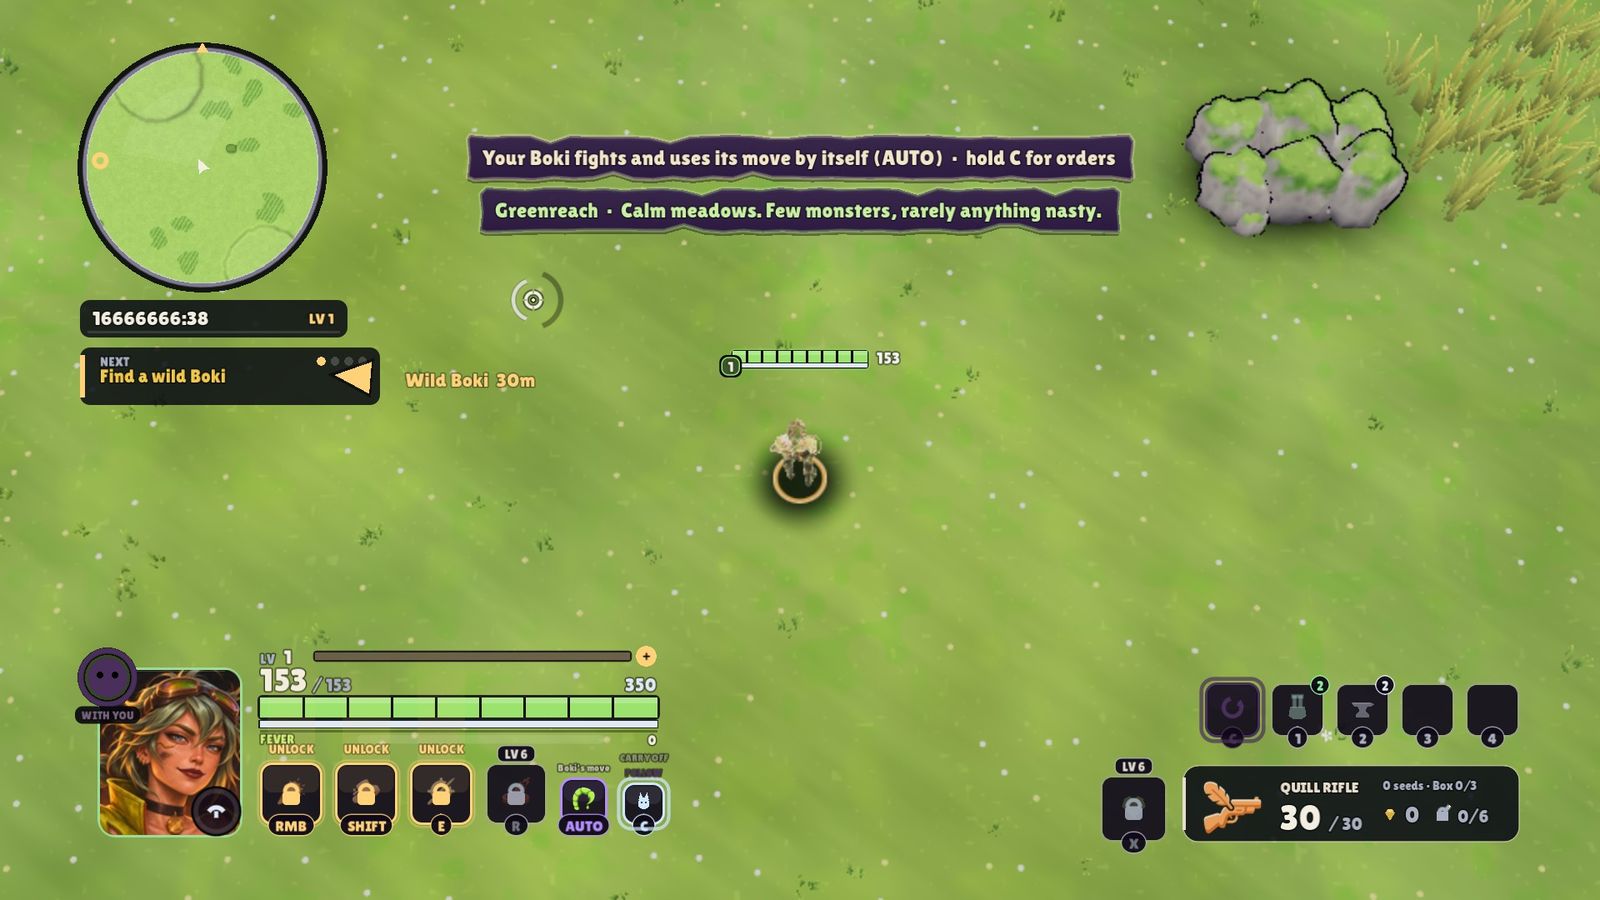 Your Boki fights and uses its move by itself (AUTO) · hold C for orders
Greenreach · Calm meadows. Few monsters, rarely anything nasty.
16666666:38
LV 1
NEXT
Find a wild Boki
Wild Boki 30m
1
153
WITH YOU
LV 1
153 / 153
350
FEVER
0
UNLOCK
RMB
UNLOCK
SHIFT
UNLOCK
E
LV 6
R
Boki's move
AUTO
CARRY OFF
FOLLOW
C
2
1
2
2
3
4
LV 6
X
QUILL RIFLE
0 seeds · Box 0/3
30 / 30
0
0/6